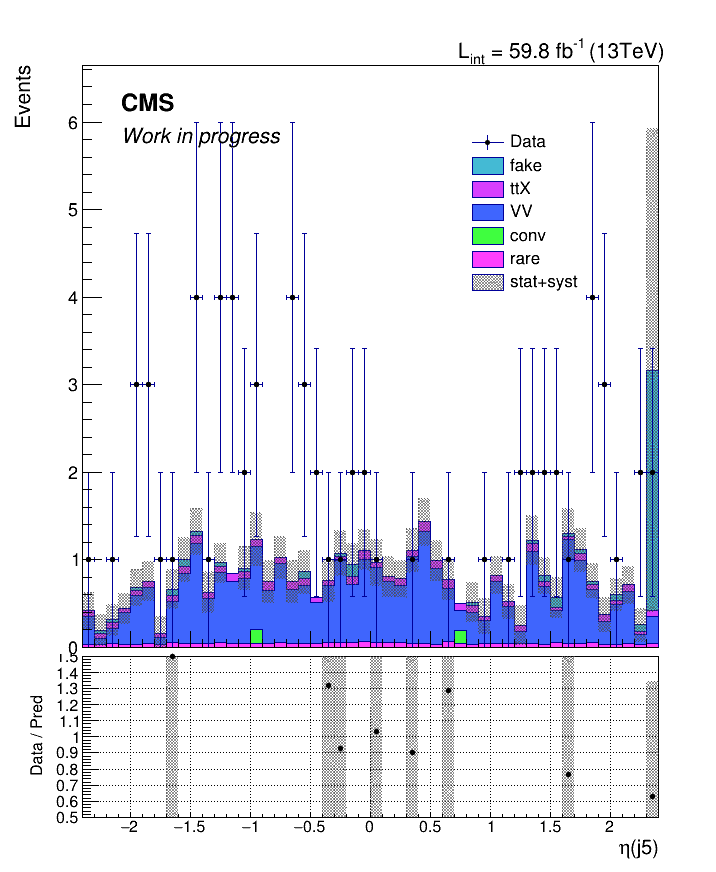 L_int = 59.8 fb^-1 (13TeV)
Events
CMS
Work in progress
Data
fake
ttX
VV
conv
rare
stat+syst
6
5
4
3
2
1
0
Data / Pred
1.5
1.4
1.3
1.2
1.1
1
0.9
0.8
0.7
0.6
0.5
−2 −1.5 −1 −0.5 0 0.5 1 1.5 2
η(j5)